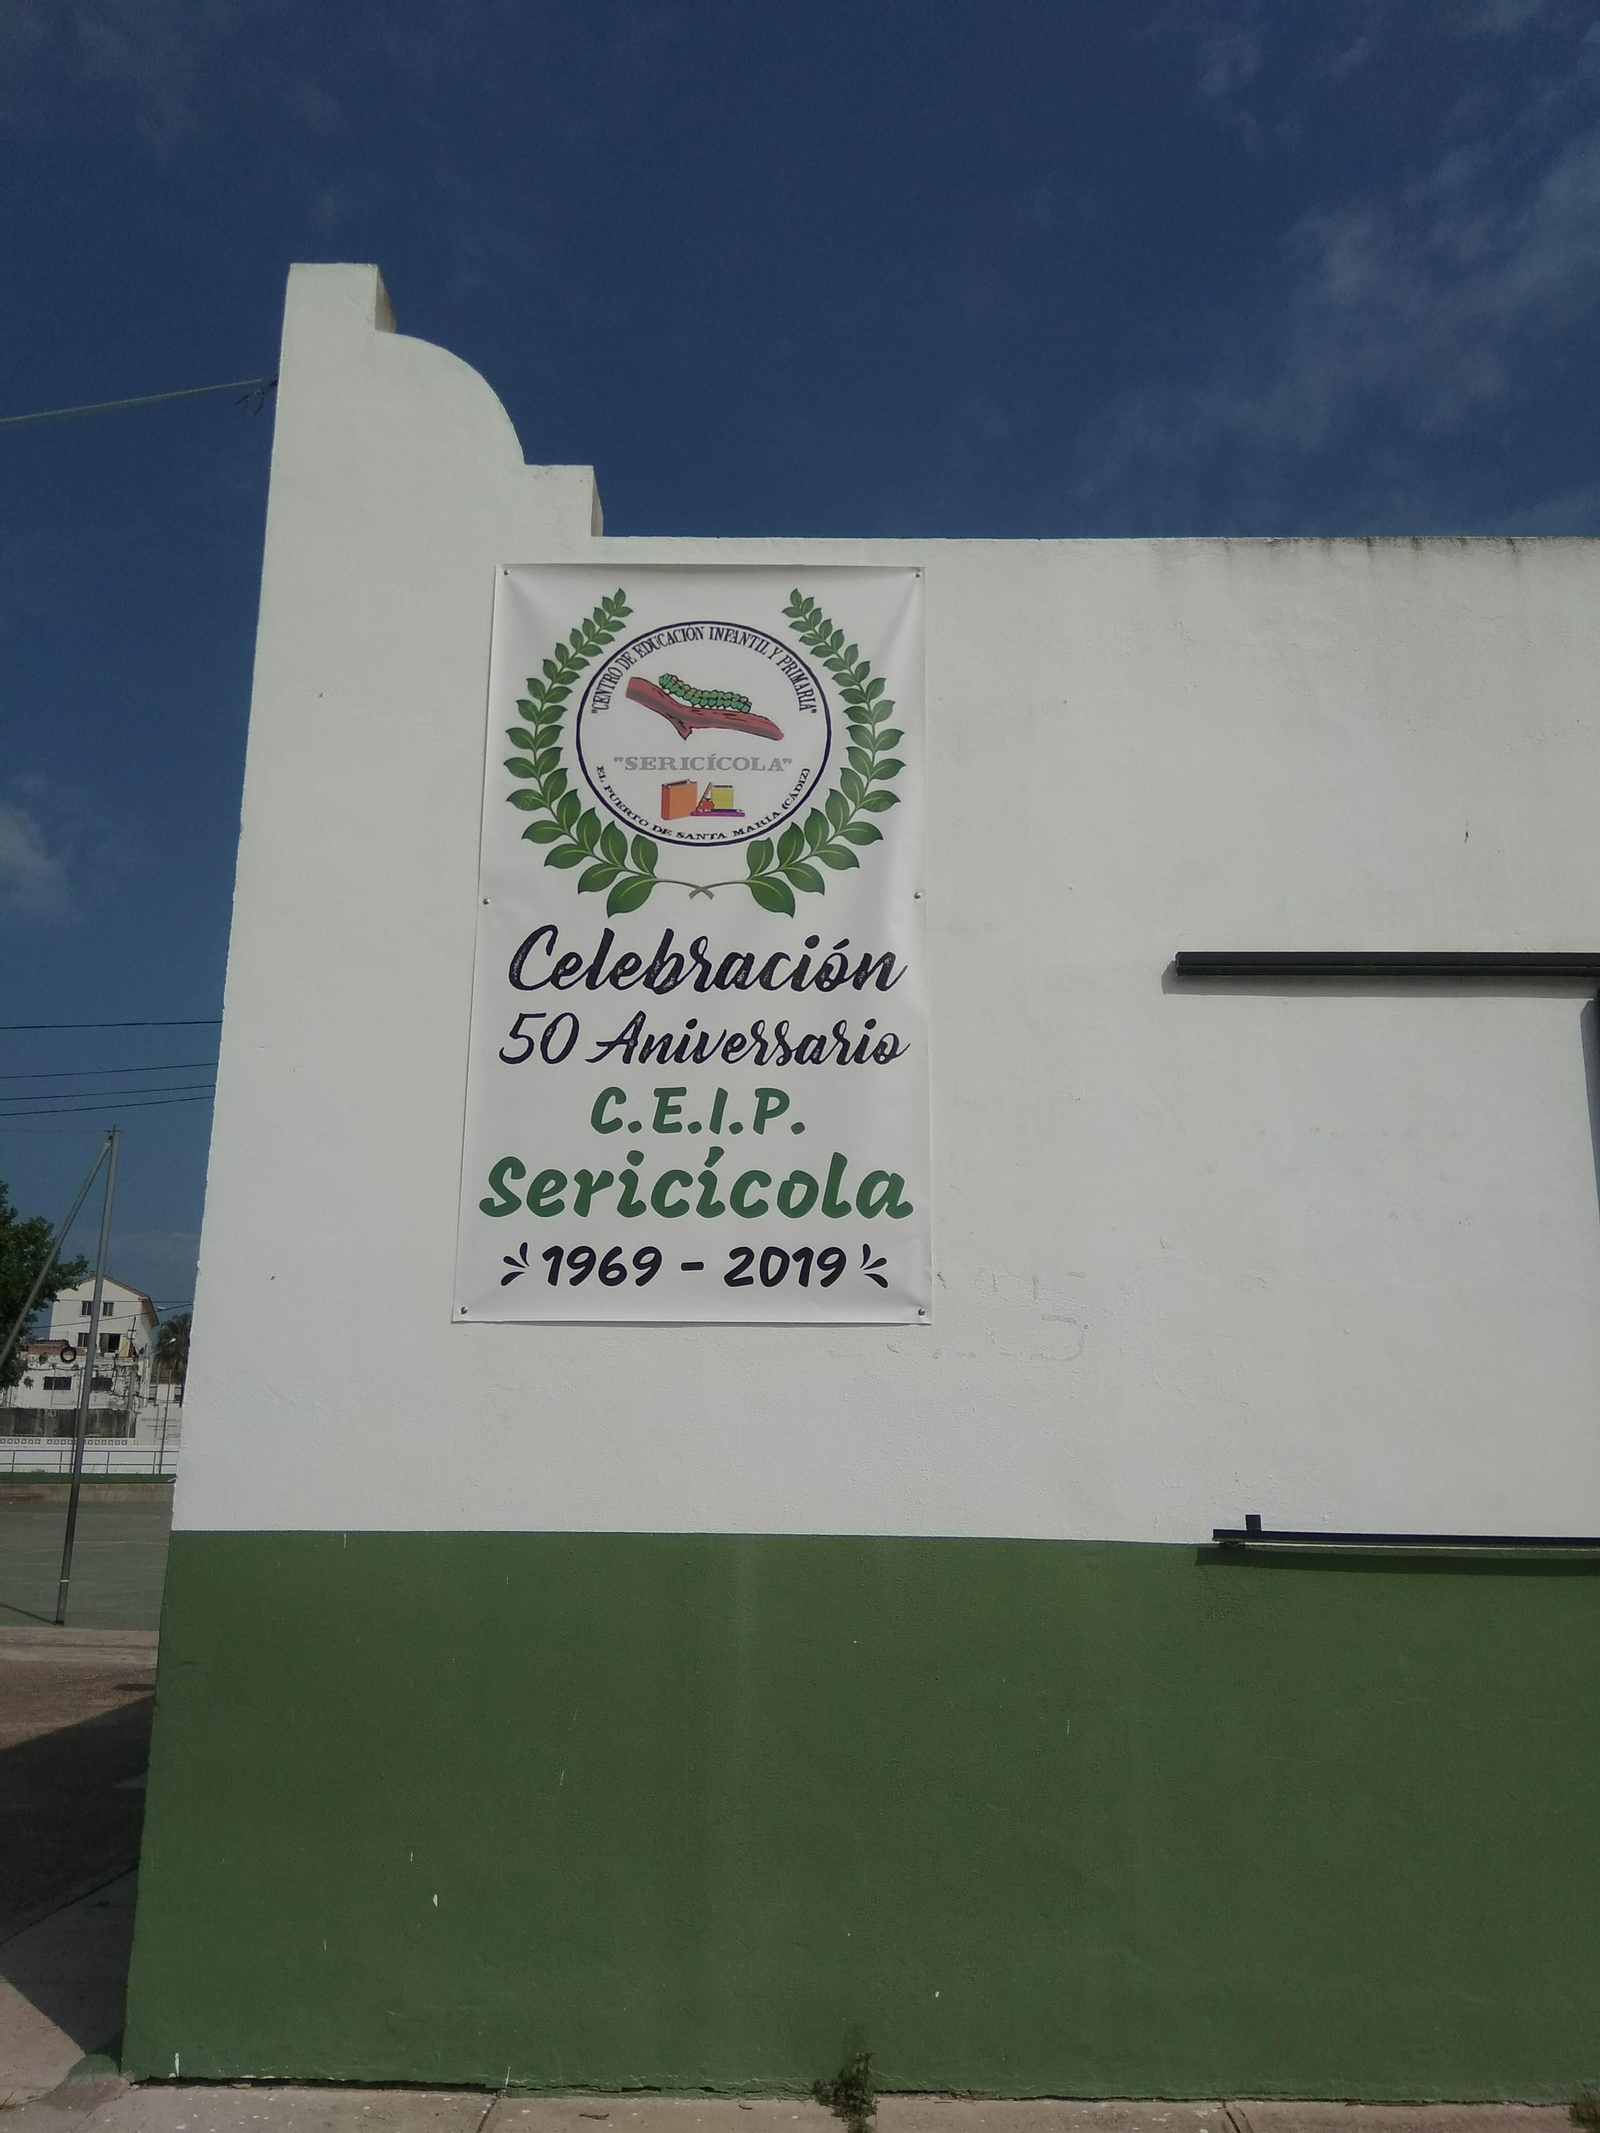 "CENTRO DE EDUCACIÓN INFANTIL Y PRIMARIA"
"SERICÍCOLA"
EL PUERTO DE SANTA MARIA (CÁDIZ)
Celebración
50 Aniversario
C.E.I.P.
Sericícola
1969 - 2019